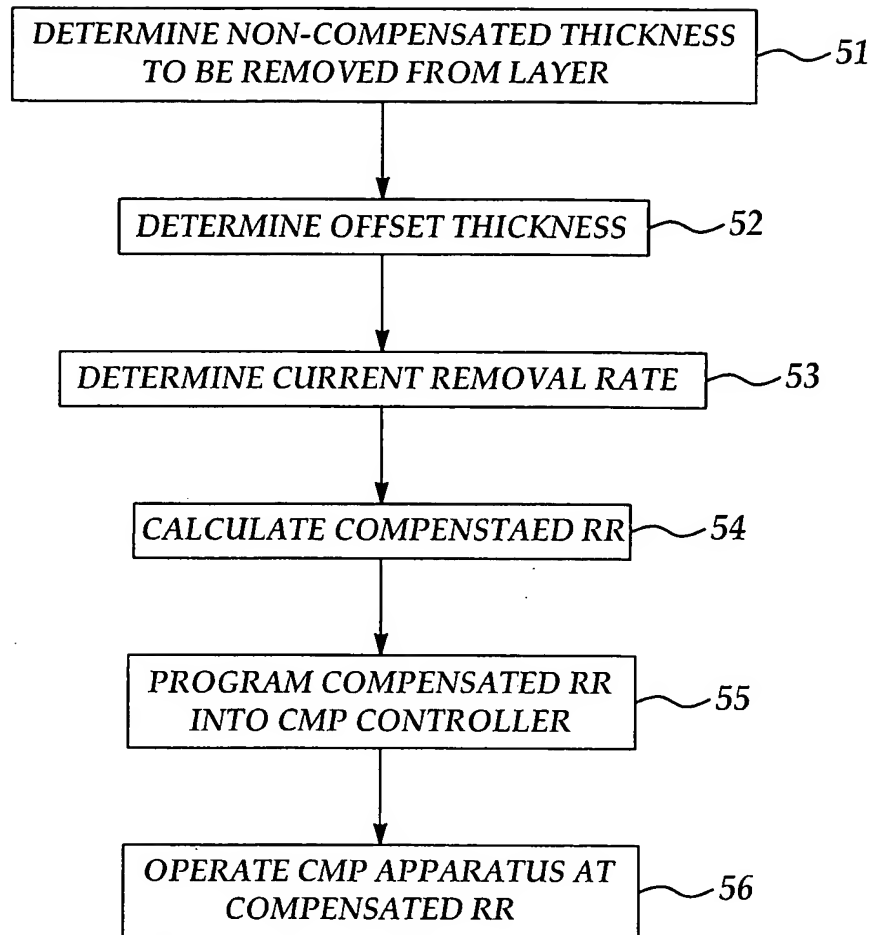 DETERMINE NON-COMPENSATED THICKNESS
TO BE REMOVED FROM LAYER
51
DETERMINE OFFSET THICKNESS
52
DETERMINE CURRENT REMOVAL RATE
53
CALCULATE COMPENSTAED RR
54
PROGRAM COMPENSATED RR
INTO CMP CONTROLLER
55
OPERATE CMP APPARATUS AT
COMPENSATED RR
56